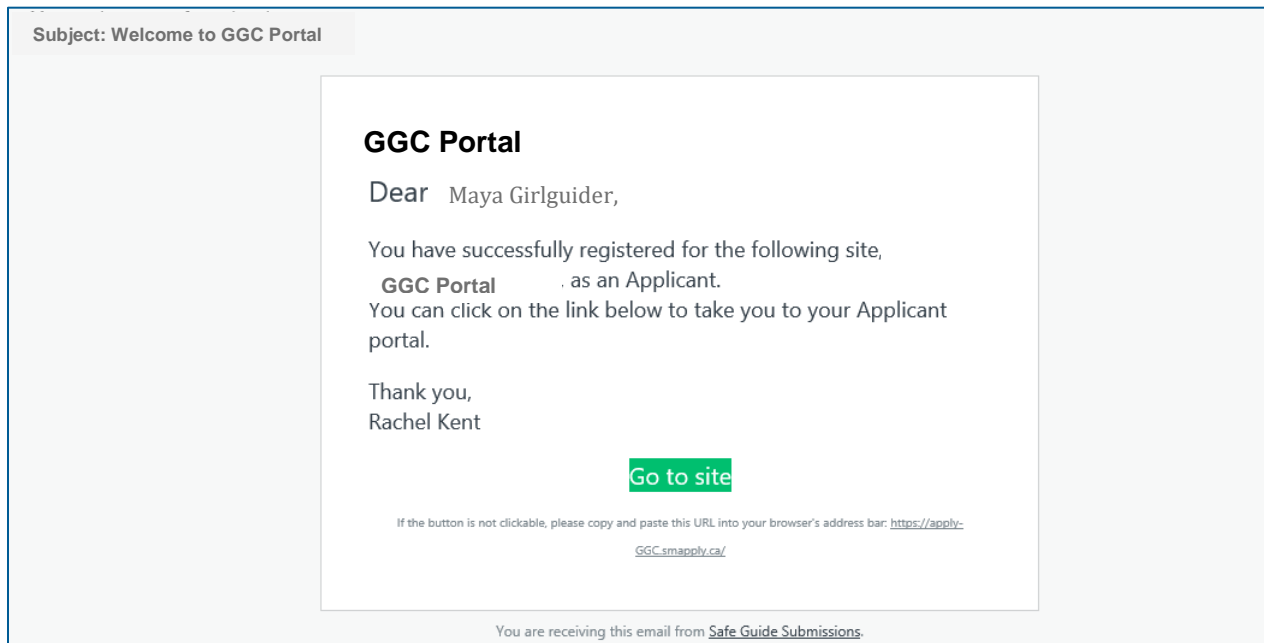 Subject: Welcome to GGC Portal
GGC Portal
Dear Maya Girlguider,
You have successfully registered for the following site,
GGC Portal . as an Applicant.
You can click on the link below to take you to your Applicant
portal.
Thank you,
Rachel Kent
Go to site
If the button is not clickable, please copy and paste this URL into your browser's address bar: https://apply-
GGC.smapply.ca/
You are receiving this email from Safe Guide Submissions.